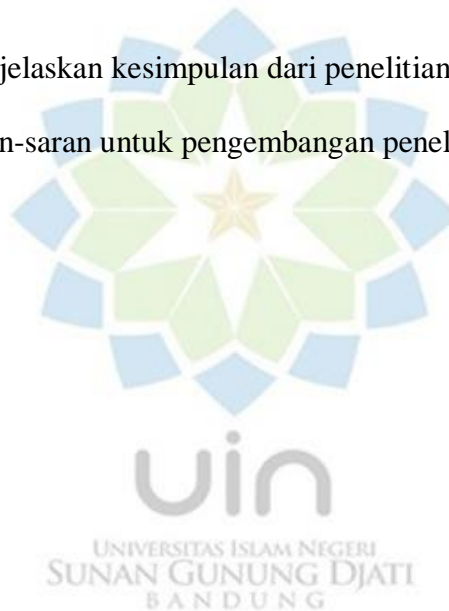 jelaskan kesimpulan dari penelitian
n-saran untuk pengembangan penel
uin
UNIVERSITAS ISLAM NEGERI
SUNAN GUNUNG DJATI
BANDUNG